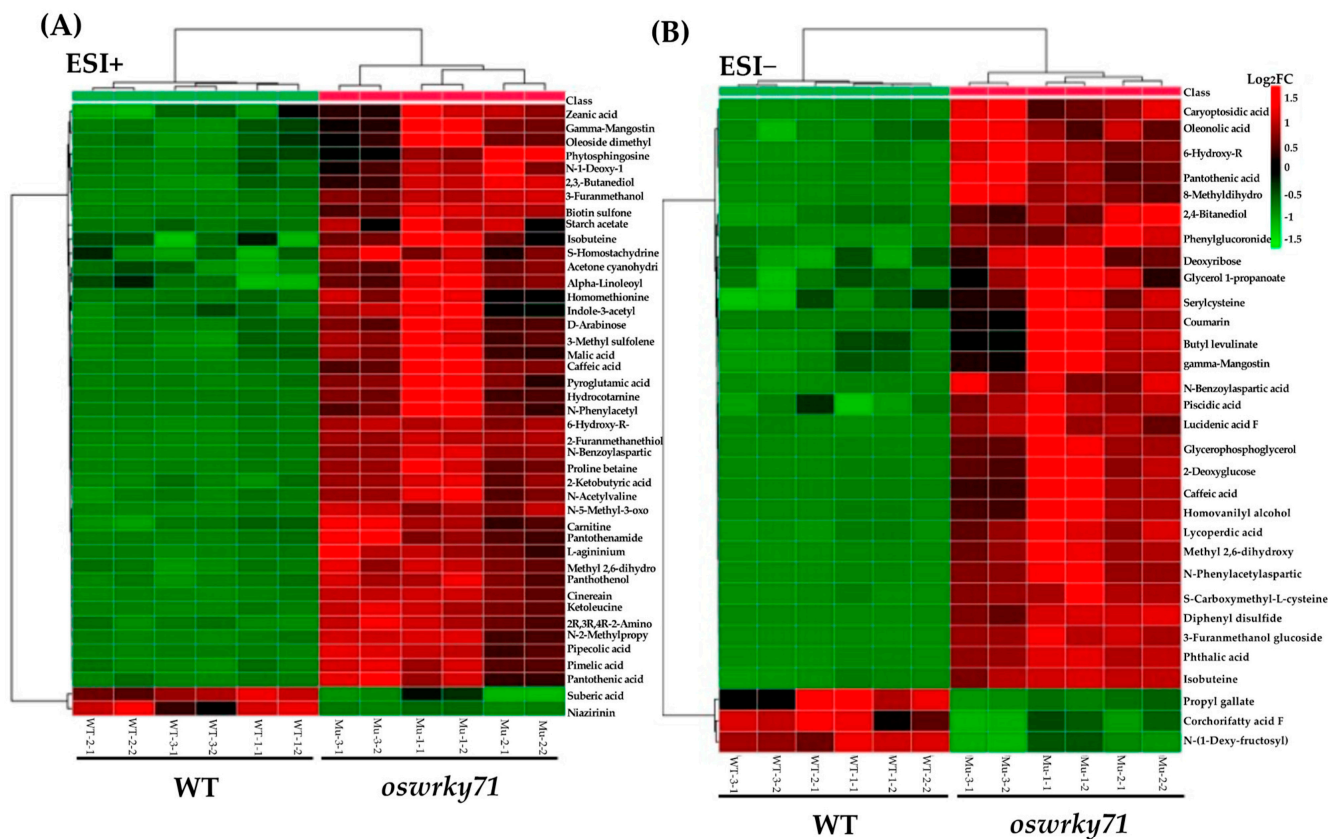 (A)
ESI+
Class
Zeanic acid
Gamma-Mangostin
Oleoside dimethyl
Phytosphingosine
N-1-Deoxy-1
2,3,-Butanediol
3-Furanmethanol
Biotin sulfone
Starch acetate
Isobuteine
S-Homostachydrine
Acetone cyanohydri
Alpha-Linoleoyl
Homomethionine
Indole-3-acetyl
D-Arabinose
3-Methyl sulfolene
Malic acid
Caffeic acid
Pyroglutamic acid
Hydrocotarnine
N-Phenylacetyl
6-Hydroxy-R-
2-Furanmethanethiol
N-Benzoylaspartic
Proline betaine
2-Ketobutyric acid
N-Acetylvaline
N-5-Methyl-3-oxo
Carnitine
Pantothenamide
L-agininium
Methyl 2,6-dihydro
Panthothenol
Cinereain
Ketoleucine
2R,3R,4R-2-Amino
N-2-Methylpropy
Pipecolic acid
Pimelic acid
Pantothenic acid
Suberic acid
Niazirinin
WT-2-1
WT-2-2
WT-3-1
WT-3-2
WT-1-1
WT-1-2
Mu-3-1
Mu-3-2
Mu-1-1
Mu-1-2
Mu-2-1
Mu-2-2
WT
oswrky71
(B)
ESI−
Log2FC
1.5
1
0.5
0
-0.5
-1
-1.5
Class
Caryoptosidic acid
Oleonolic acid
6-Hydroxy-R
Pantothenic acid
8-Methyldihydro
2,4-Bitanediol
Phenylglucoronide
Deoxyribose
Glycerol 1-propanoate
Serylcysteine
Coumarin
Butyl levulinate
gamma-Mangostin
N-Benzoylaspartic acid
Piscidic acid
Lucidenic acid F
Glycerophosphoglycerol
2-Deoxyglucose
Caffeic acid
Homovanilyl alcohol
Lycoperdic acid
Methyl 2,6-dihydroxy
N-Phenylacetylaspartic
S-Carboxymethyl-L-cysteine
Diphenyl disulfide
3-Furanmethanol glucoside
Phthalic acid
Isobuteine
Propyl gallate
Corchorifatty acid F
N-(1-Dexy-fructosyl)
WT-3-1
WT-3-2
WT-1-1
WT-1-2
WT-2-1
WT-2-2
Mu-3-1
Mu-3-2
Mu-1-1
Mu-1-2
Mu-2-1
Mu-2-2
WT
oswrky71